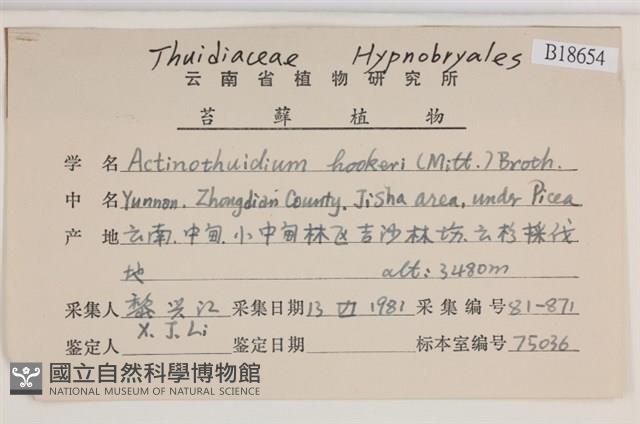 Thuidiaceae Hypnobryales
B18654
云南省植物研究所
苔藓植物
学名 Actinothuidium hookeri (Mitt.) Broth.
中名 Yunnan. Zhongdian County. Jisha area, under Picea
产地 云南.中甸.小中甸林区吉沙林场.云杉採伐
地 alt: 3480m
采集人 黎兴江 采集日期 13 1981 采集编号 81-871
X. J. Li
鉴定人 鉴定日期 标本室编号 75036
國立自然科學博物館
NATIONAL MUSEUM OF NATURAL SCIENCE